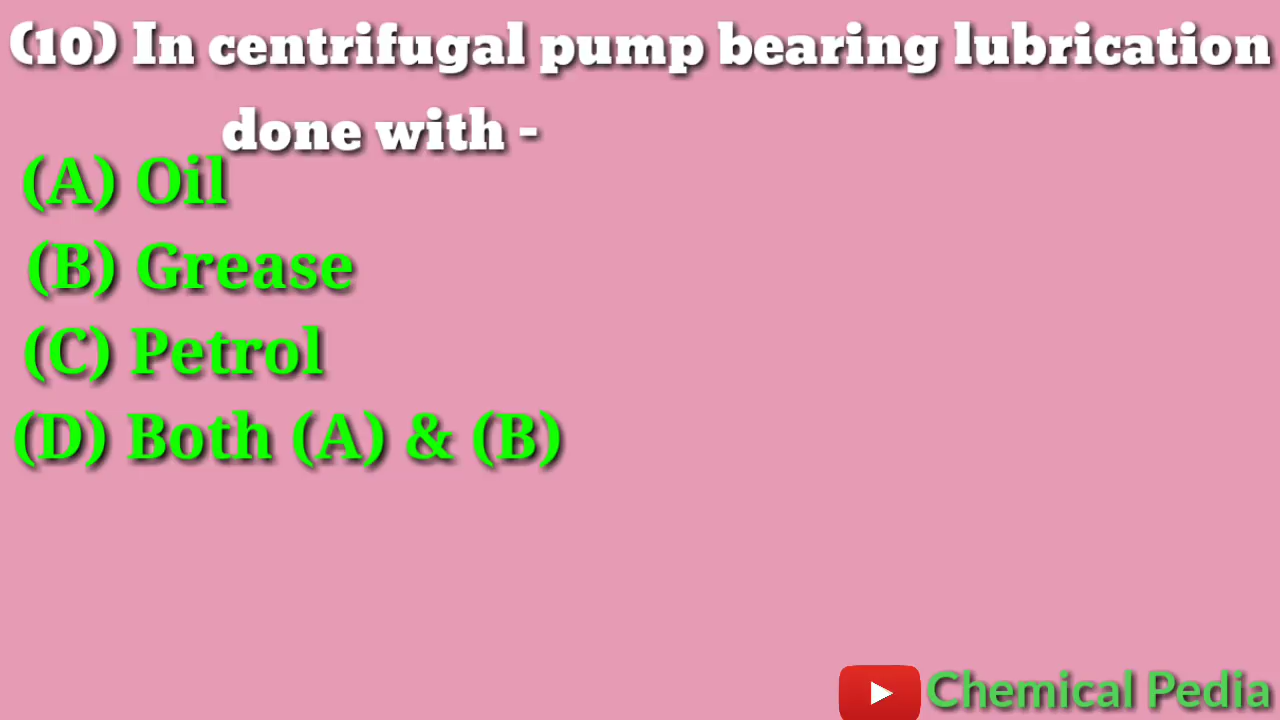 (10) In centrifugal pump bearing lubrication
done with -
(A) Oil
(B) Grease
(C) Petrol
(D) Both (A) & (B)
Chemical Pedia